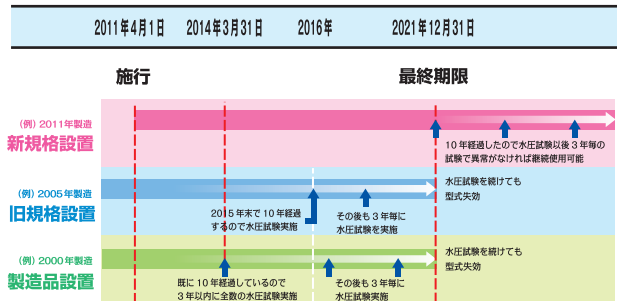 2011年4月1日 2014年3月31日 2016年 2021年12月31日
施行 最終期限
(例) 2011年製造
新規格設置
10年経過したので水圧試験以後3年毎の
試験で異常がなければ継続使用可能
(例) 2005年製造
旧規格設置
2015年末で10年経過
するので水圧試験実施
その後も3年毎に
水圧試験を実施
水圧試験を続けても
型式失効
(例) 2000年製造
製造品設置
既に10年経過しているので
3年以内に全数の水圧試験実施
その後も3年毎に
水圧試験実施
水圧試験を続けても
型式失効